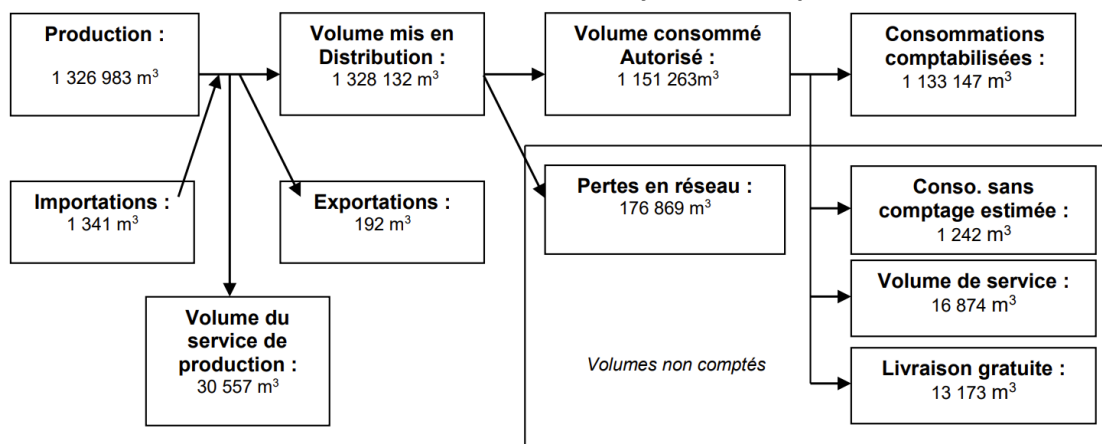 Production :
1 326 983 m³
Volume mis en
Distribution :
1 328 132 m³
Volume consommé
Autorisé :
1 151 263m³
Consommations
comptabilisées :
1 133 147 m³
Importations :
1 341 m³
Exportations :
192 m³
Pertes en réseau :
176 869 m³
Conso. sans
comptage estimée :
1 242 m³
Volume de service :
16 874 m³
Volume du
service de
production :
30 557 m³
Volumes non comptés
Livraison gratuite :
13 173 m³